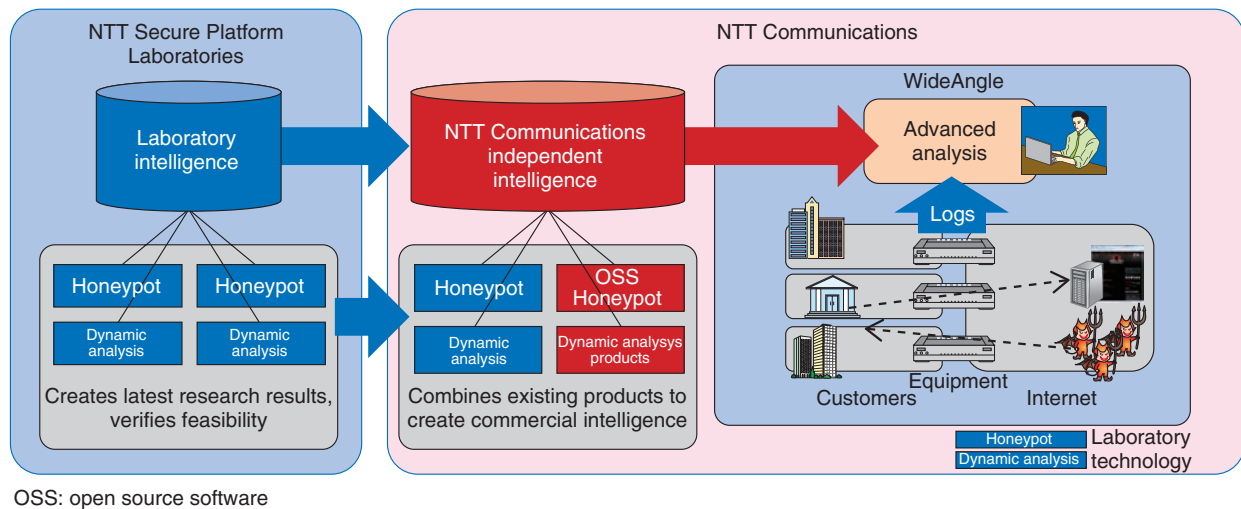 NTT Secure Platform
Laboratories
Laboratory
intelligence
Honeypot
Honeypot
Dynamic
analysis
Dynamic
analysis
Creates latest research results,
verifies feasibility
NTT Communications
NTT Communications
independent
intelligence
Honeypot
OSS
Honeypot
Dynamic
analysis
Dynamic analysys
products
Combines existing products to
create commercial intelligence
WideAngle
Advanced
analysis
Logs
Equipment
Customers
Internet
Honeypot
Dynamic analysis
Laboratory
technology
OSS: open source software